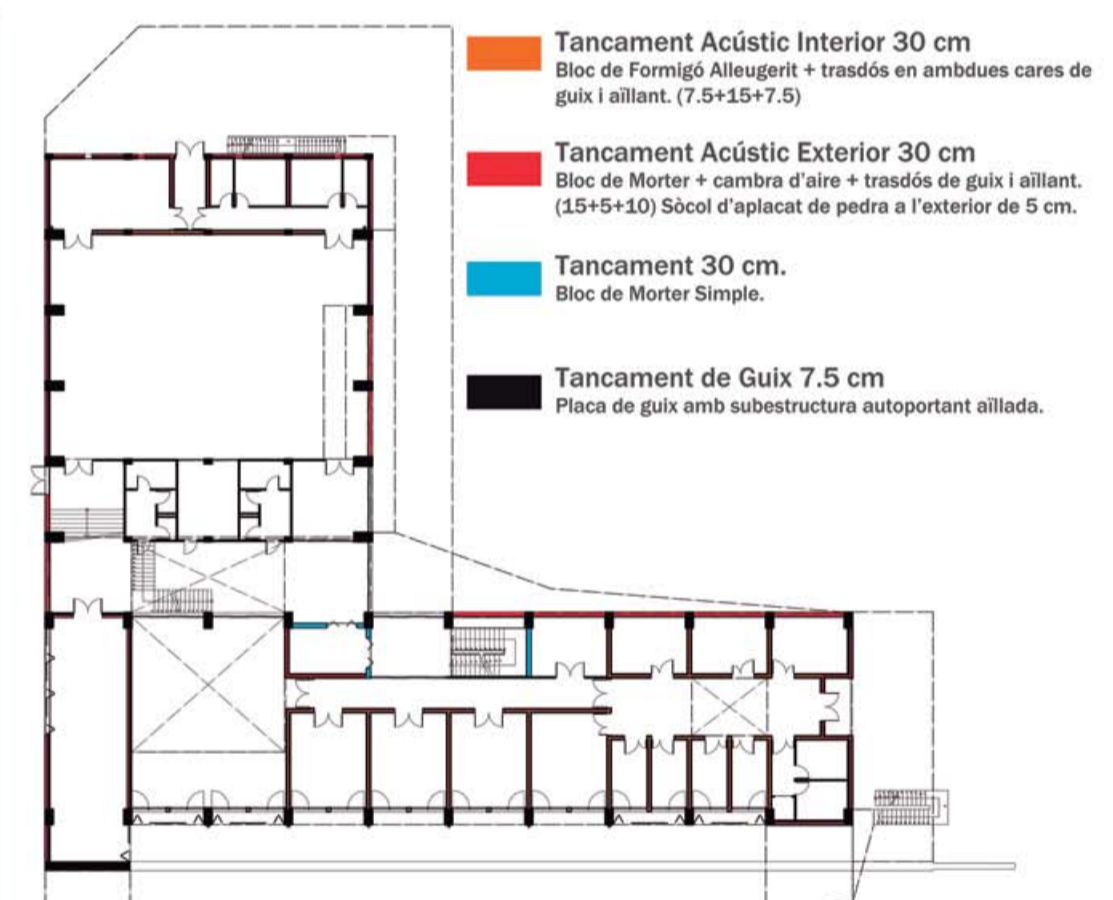 Tancament Acústic Interior 30 cm
Bloc de Formigó Alleugerit + trasdós en ambdues cares de
guix i aïllant. (7.5+15+7.5)
Tancament Acústic Exterior 30 cm
Bloc de Morter + cambra d'aire + trasdós de guix i aïllant.
(15+5+10) Sòcol d'aplacat de pedra a l'exterior de 5 cm.
Tancament 30 cm.
Bloc de Morter Simple.
Tancament de Guix 7.5 cm
Placa de guix amb subestructura autoportant aïllada.